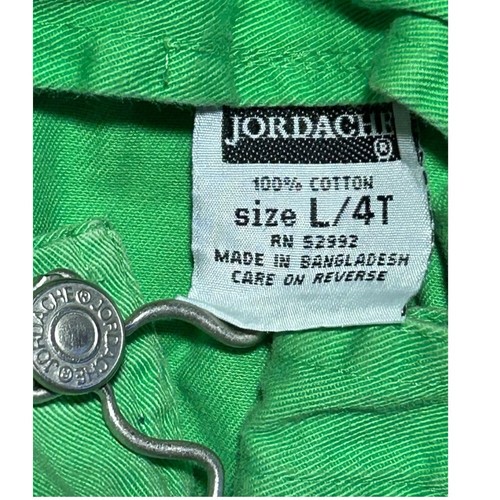 JORDACHE®
100% COTTON
size L/4T
RN 52992
MADE IN BANGLADESH
CARE ON REVERSE
JORDACHE®JORDACHE®